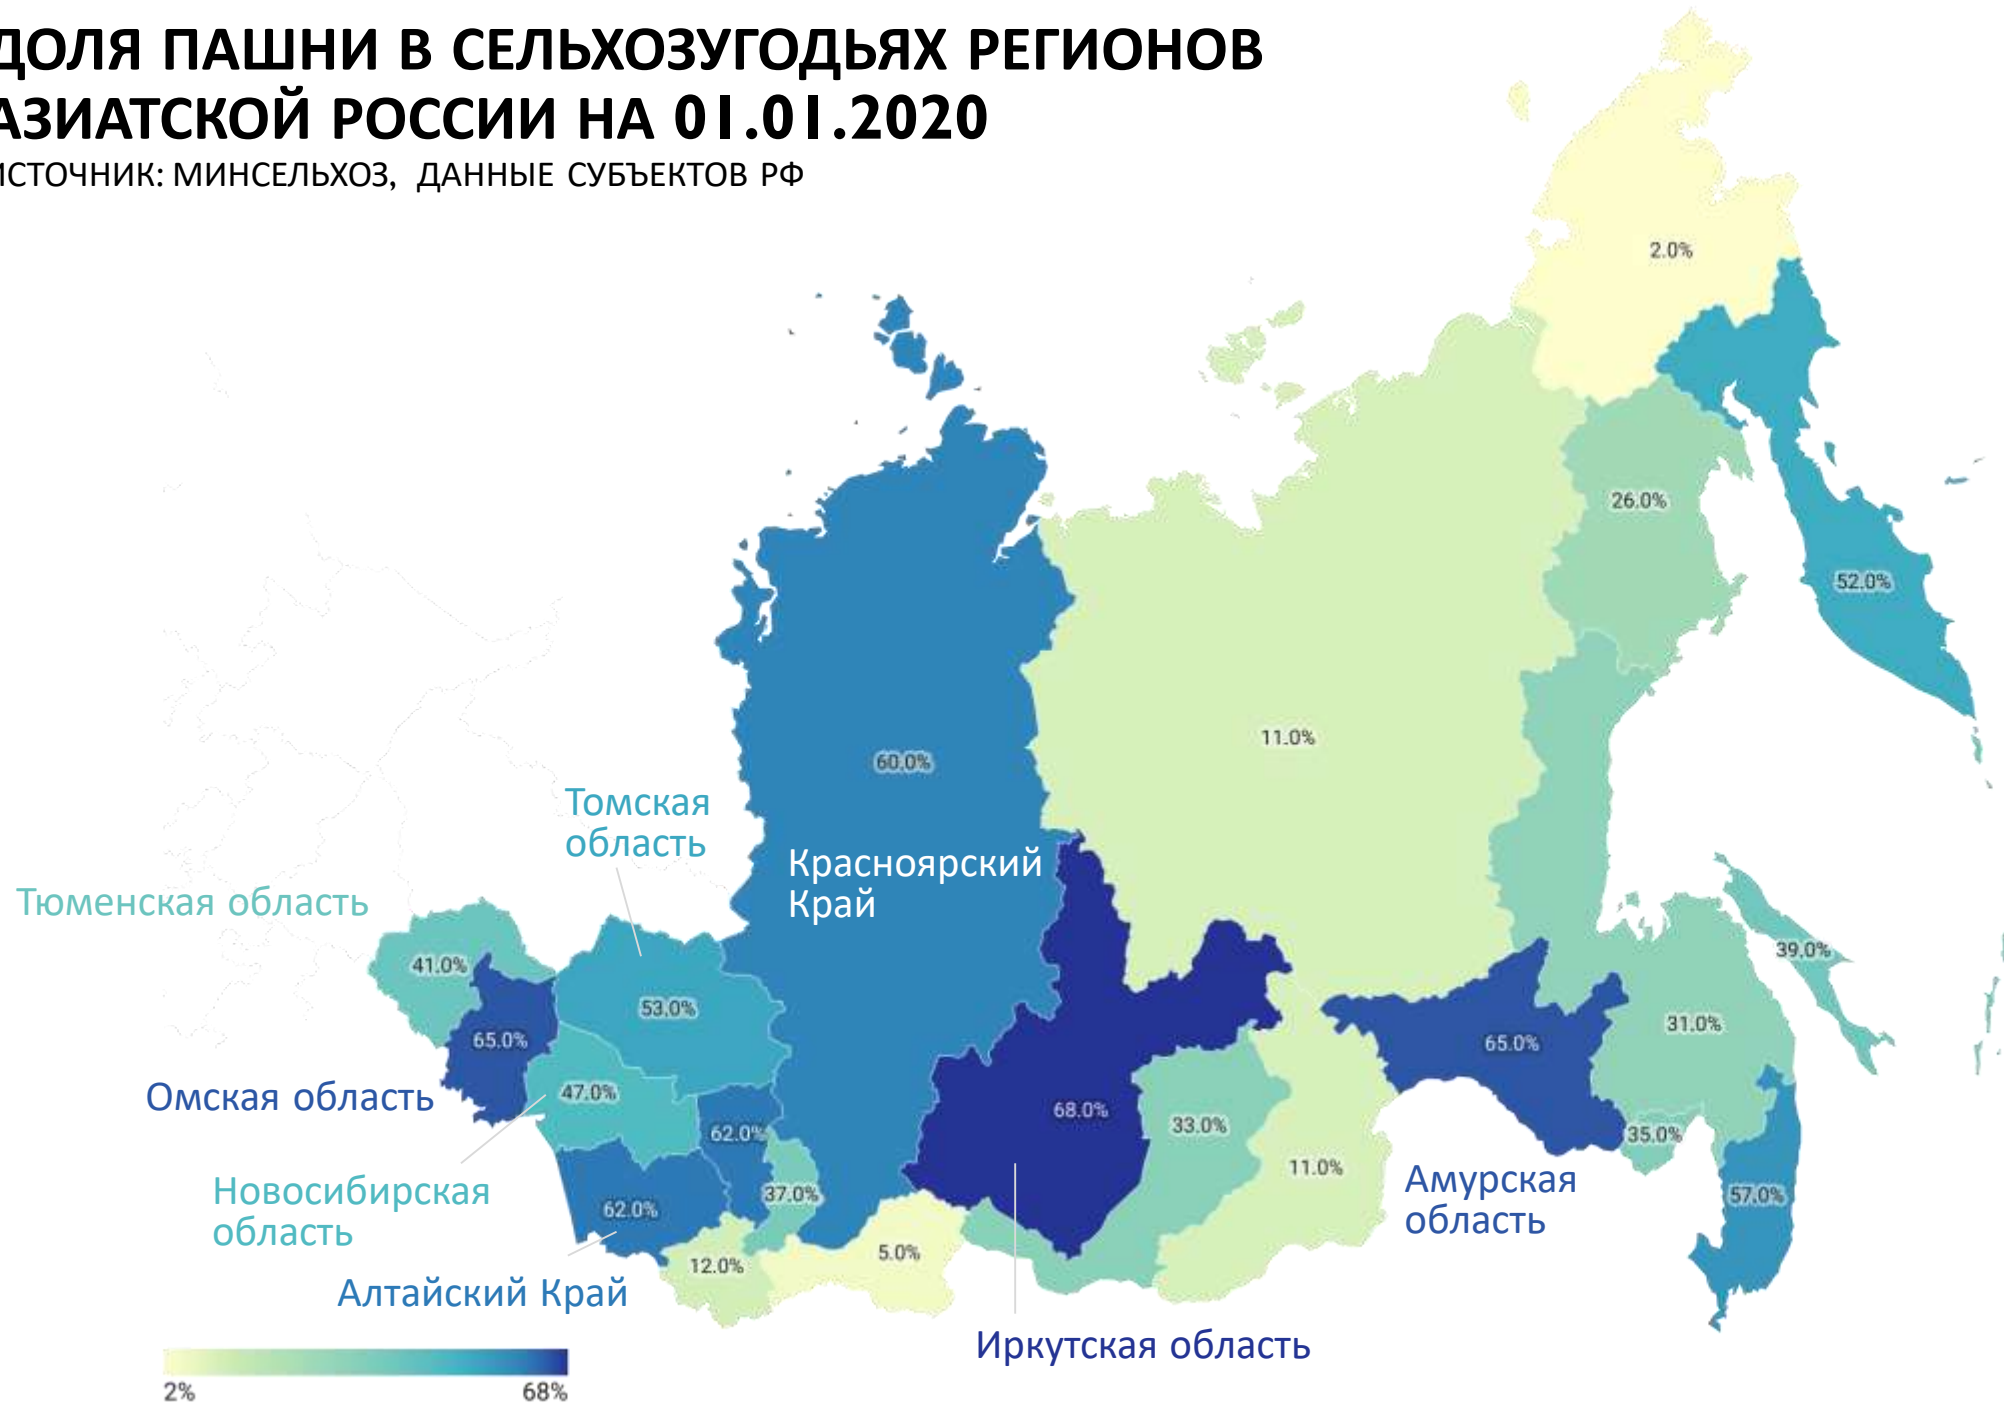 ДОЛЯ ПАШНИ В СЕЛЬХОЗУГОДЬЯХ РЕГИОНОВ
АЗИАТСКОЙ РОССИИ НА 01.01.2020
ИСТОЧНИК: МИНСЕЛЬХОЗ, ДАННЫЕ СУБЪЕКТОВ РФ
2.0%
26.0%
52.0%
11.0%
60.0%
Томская
область
Красноярский
Край
Тюменская область
41.0%
39.0%
53.0%
31.0%
65.0%
65.0%
Омская область
47.0%
68.0%
33.0%
62.0%
35.0%
11.0%
Амурская
область
Новосибирская
область
37.0%
57.0%
62.0%
12.0%
5.0%
Алтайский Край
Иркутская область
2%
68%